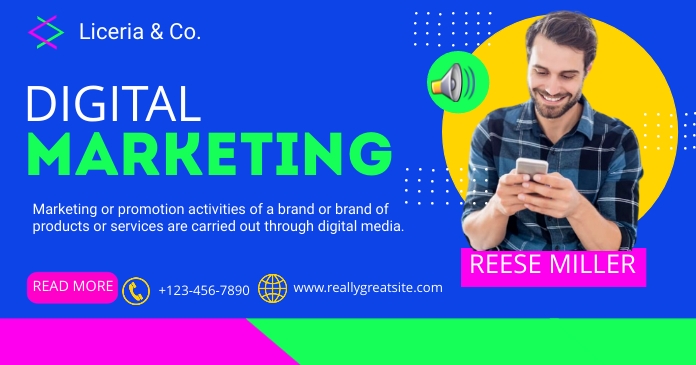 Liceria & Co.
DIGITAL
MARKETING
Marketing or promotion activities of a brand or brand of
products or services are carried out through digital media.
REESE MILLER
READ MORE
+123-456-7890
www.reallygreatsite.com